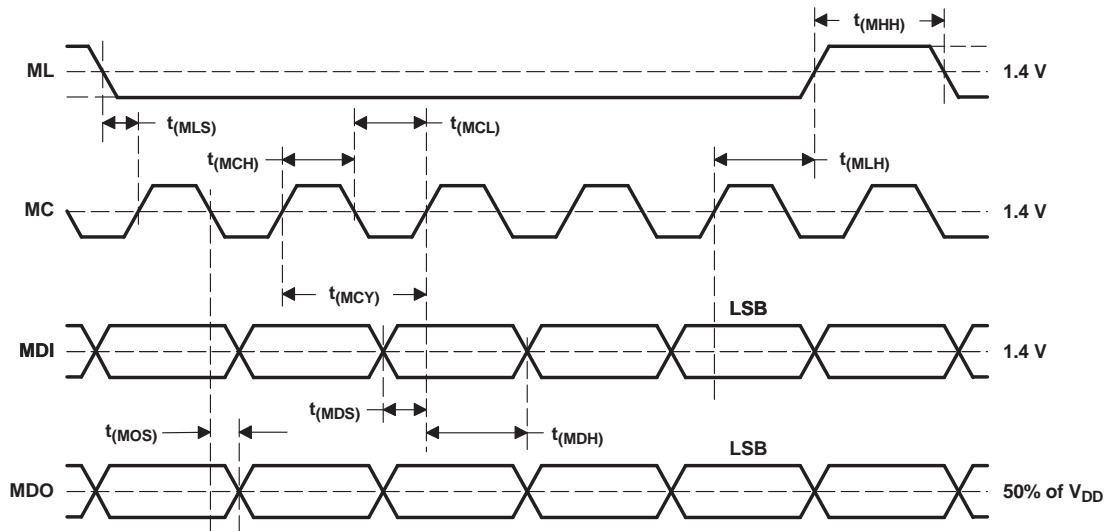 t(MHH)
ML
1.4 V
t(MLS)
t(MCL)
t(MCH)
t(MLH)
MC
1.4 V
t(MCY)
LSB
MDI
1.4 V
t(MDS)
t(MOS)
t(MDH)
LSB
MDO
50% of VDD